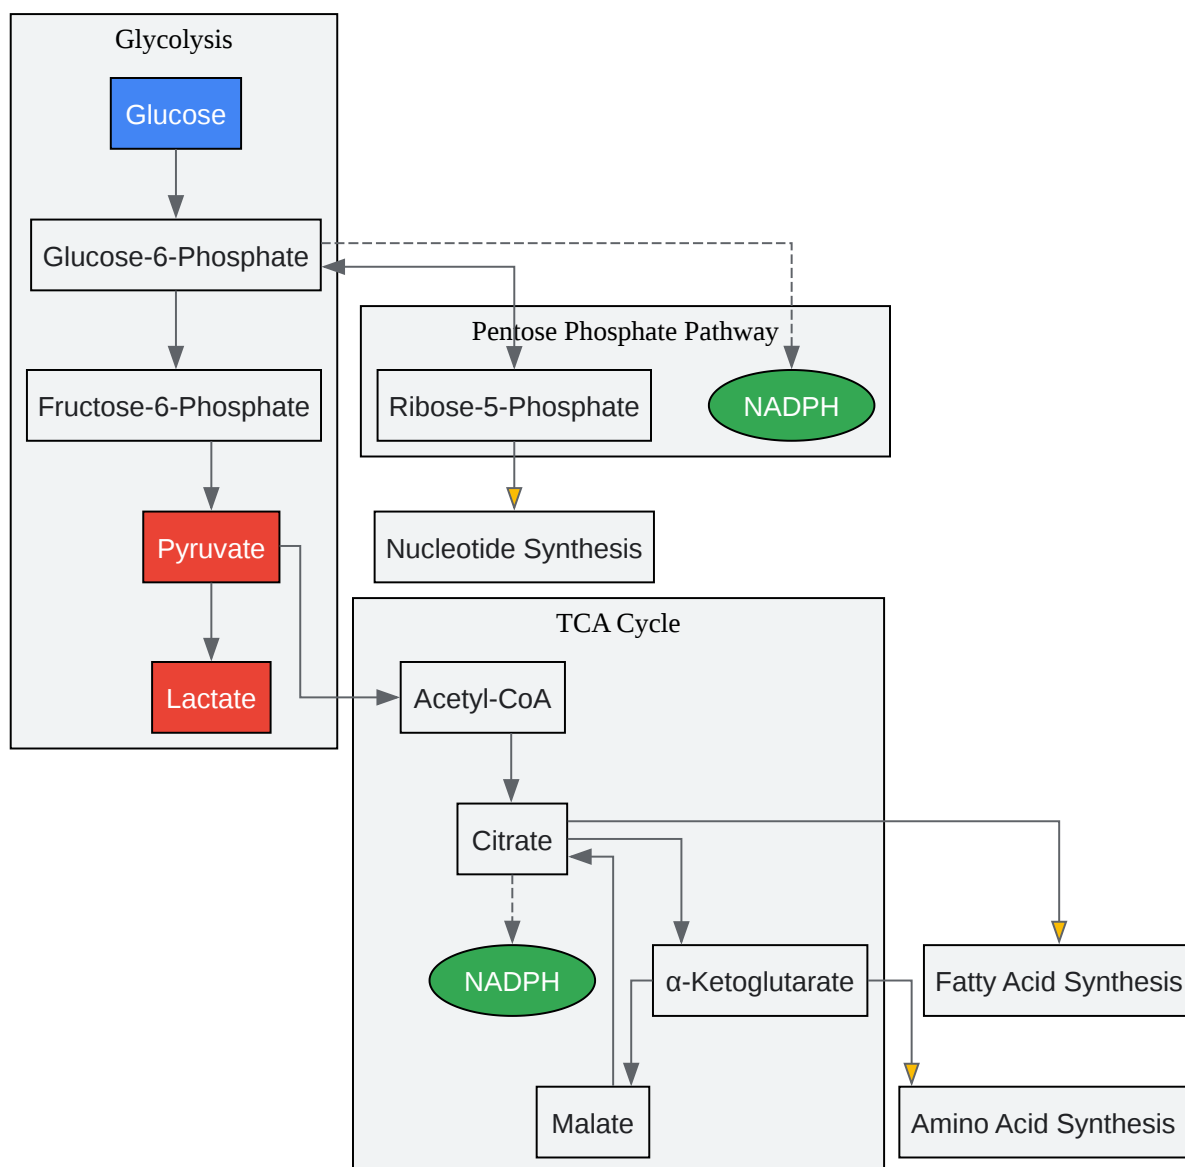 Glycolysis
Glucose
Glucose-6-Phosphate
Pentose Phosphate Pathway
Fructose-6-Phosphate
Ribose-5-Phosphate
NADPH
Pyruvate
Nucleotide Synthesis
TCA Cycle
Lactate
Acetyl-CoA
Citrate
NADPH
α-Ketoglutarate
Fatty Acid Synthesis
Malate
Amino Acid Synthesis